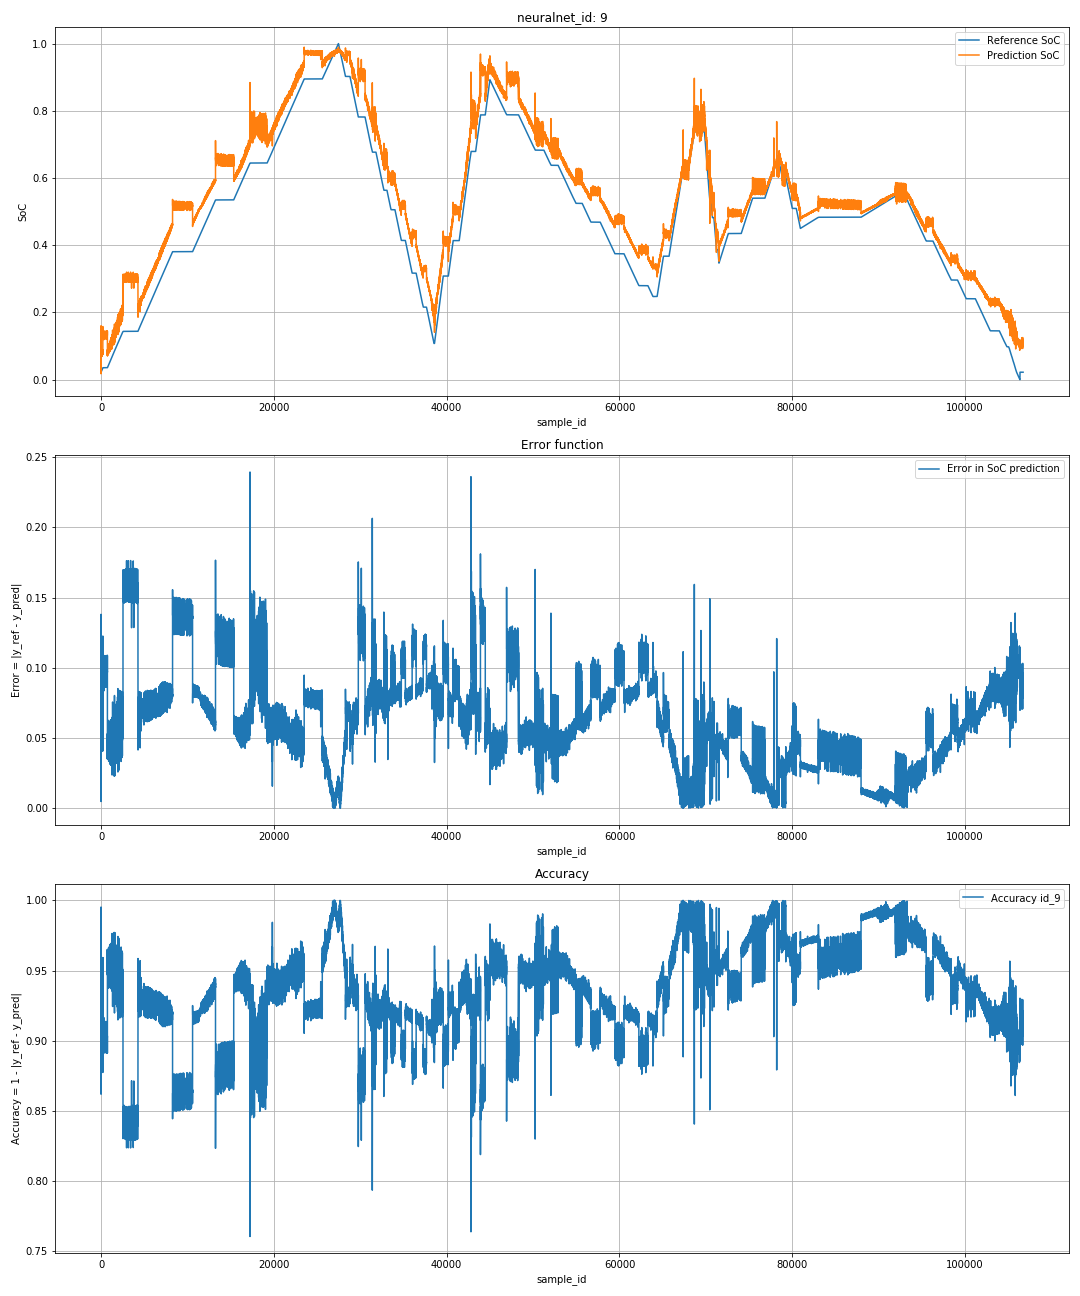 neuralnet_id: 9
Reference SoC
Prediction SoC
SoC
1.0
0.8
0.6
0.4
0.2
0.0
0 20000 40000 60000 80000 100000
sample_id
Error function
Error in SoC prediction
Error = |y_ref - y_pred|
0.25
0.20
0.15
0.10
0.05
0.00
0 20000 40000 60000 80000 100000
sample_id
Accuracy
Accuracy id_9
Accuracy = 1 - |y_ref - y_pred|
1.00
0.95
0.90
0.85
0.80
0.75
0 20000 40000 60000 80000 100000
sample_id